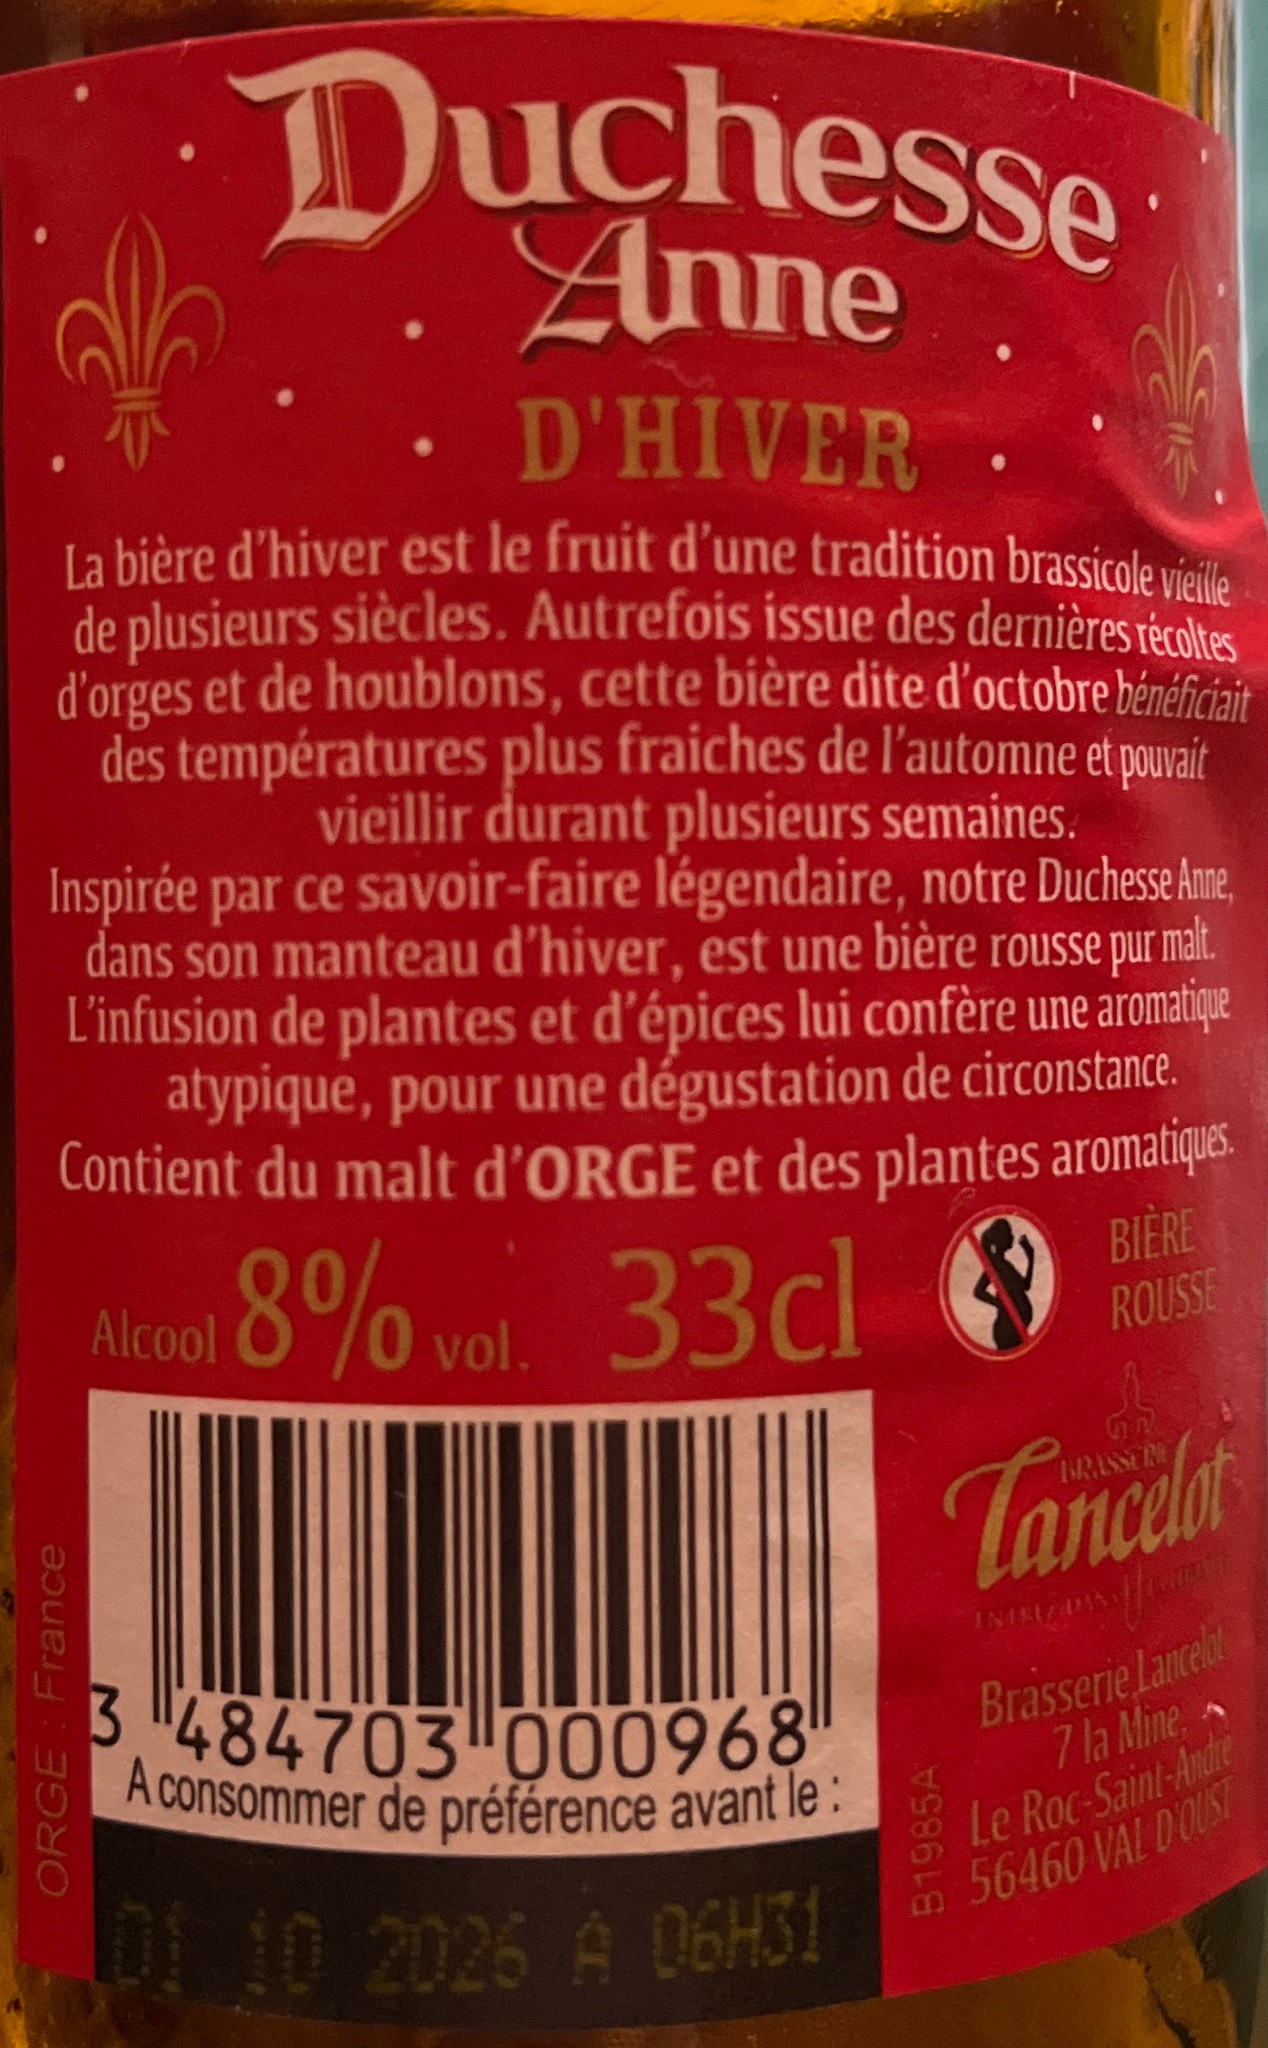 Duchesse
Anne
D'HIVER
La bière d'hiver est le fruit d'une tradition brassicole vieille
de plusieurs siècles. Autrefois issue des dernières récoltes
d'orges et de houblons, cette bière dite d'octobre bénéficiait
des températures plus fraiches de l'automne et pouvait
vieillir durant plusieurs semaines.
Inspirée par ce savoir-faire légendaire, notre Duchesse Anne,
dans son manteau d'hiver, est une bière rousse pur malt.
L'infusion de plantes et d'épices lui confère une aromatique
atypique, pour une dégustation de circonstance.
Contient du malt d'ORGE et des plantes aromatiques.
Alcool 8% vol. 33cl
BIÈRE
ROUSSE
BRASSERIE
Lancelot
Brasserie Lancelot
7 la Mine,
Le Roc-Saint-André
56460 VAL D'OUST
B1985A
ORGE : France
3 484703 000968
A consommer de préférence avant le :
01 10 2026 A 06H31